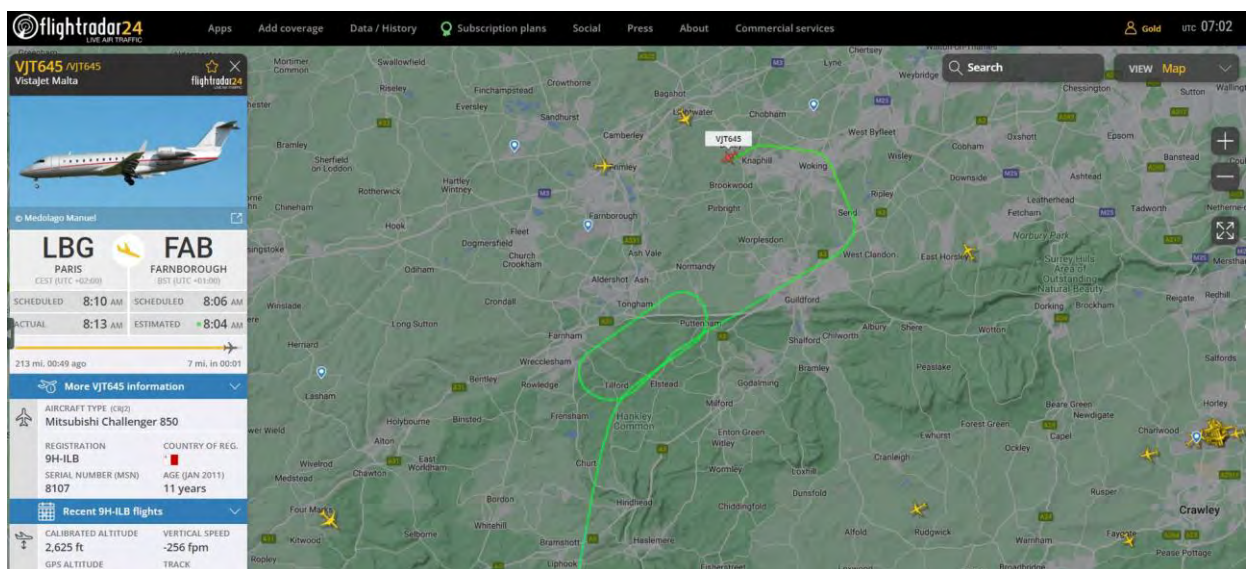 flightradar24
LIVE AIR TRAFFIC
Apps
Add coverage
Data / History
Subscription plans
Social
Press
About
Commercial services
Gold
UTC 07:02
VJT645 /VJT645
VistaJet Malta
flightradar24
© Medolago Manuel
LBG FAB
PARIS FARNBOROUGH
CEST (UTC +02:00) BST (UTC +01:00)
SCHEDULED 8:10 AM SCHEDULED 8:06 AM
ACTUAL 8:13 AM ESTIMATED 8:04 AM
213 mi, 00:49 ago 7 mi, in 00:01
More VJT645 information
AIRCRAFT TYPE (CRJ2)
Mitsubishi Challenger 850
REGISTRATION COUNTRY OF REG.
9H-ILB
SERIAL NUMBER (MSN) AGE (JAN 2011)
8107 11 years
Recent 9H-ILB flights
CALIBRATED ALTITUDE VERTICAL SPEED
2,625 ft -256 fpm
GPS ALTITUDE TRACK
Search
VIEW Map
VJT645
Mortimer
Common
Swallowfield
Riseley
Finchampstead
Crowthorne
Eversley
Sandhurst
Bagshot
Lightwater
Chobham
Chertsey
Lyne
Weybridge
Chessington
Sutton
Camberley
West Byfleet
Oxshott
Epsom
Cobham
Wisley
Banstead
Bramley
Sherfield
on Loddon
Hartley
Wintney
Rotherwick
Knaphill
Woking
Brookwood
Pirbright
Ripley
Downside
Ashtead
Leatherhead
Fetcham
Tadworth
Chineham
Hook
Farnborough
Fleet
Dogmersfield
Church
Crookham
Ash Vale
Send
Worplesdon
West Clandon
East Horsley
Norbury Park
Surrey Hills
Area of
Outstanding
Natural Beauty
Odiham
Aldershot
Ash
Normandy
Guildford
Dorking
Brockham
Reigate
Redhill
Winslade
Crondall
Tongham
Long Sutton
Farnham
Puttenham
Shalford
Chilworth
Albury
Shere
Wotton
Herriard
Wrecclesham
Bentley
Rowledge
Tilford
Elstead
Godalming
Bramley
Peaslake
Salfords
Lasham
Holybourne
Binsted
Frensham
Hankley
Common
Milford
Enton Green
Witley
Beare Green
Newdigate
Horley
Forest Green
Capel
Charlwood
Ewhurst
Ockley
Alton
East
Worldham
Wivelrod
Chawton
Medstead
Churt
Wormley
Loxhill
Cranleigh
Four Marks
Bordon
Hindhead
Chiddingfold
Dunsfold
Rusper
Crawley
Kitwood
Selborne
Whitehill
Bramshott
Haslemere
Alfold
Rudgwick
Warnham
Faygate
Pease Pottage
Ropley
Liphook
Fisherstreet
Loxwood
Broadbridge